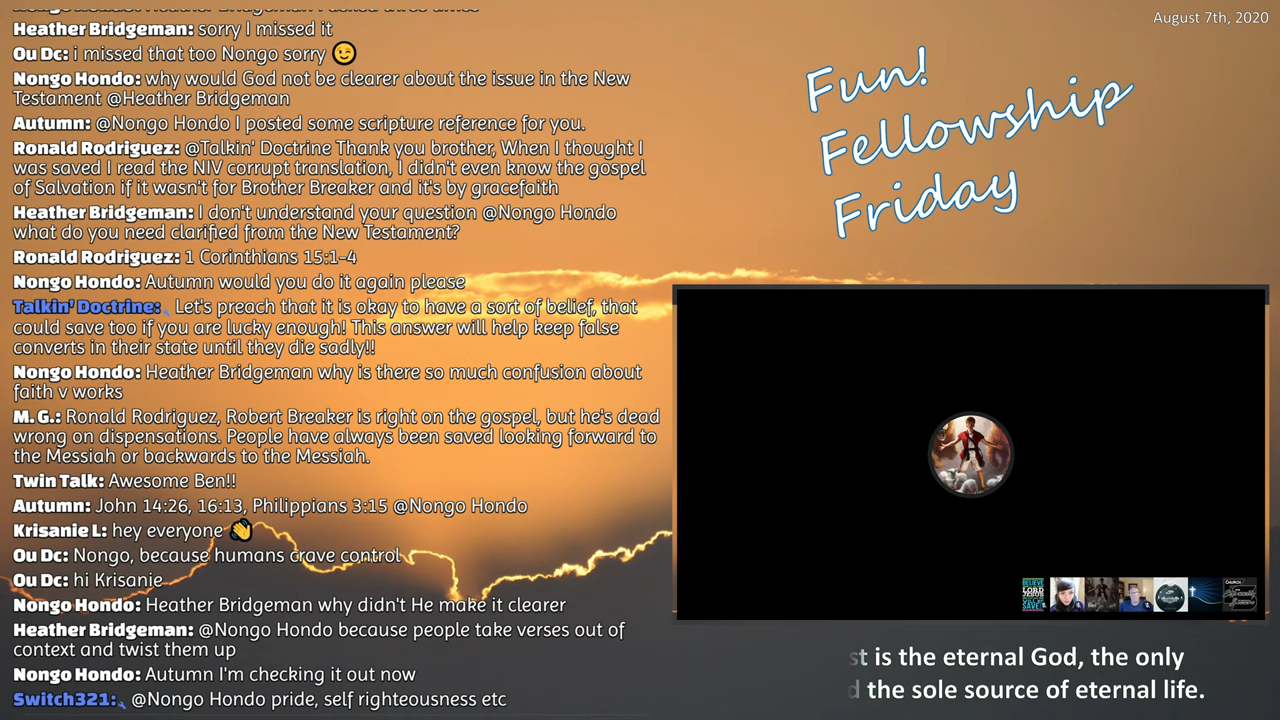 Heather Bridgeman: sorry I missed it
Ou Dc: i missed that too Nongo sorry 😉
Nongo Hondo: why would God not be clearer about the issue in the New
Testament @Heather Bridgeman
Autumn: @Nongo Hondo I posted some scripture reference for you.
Ronald Rodriguez: @Talkin' Doctrine Thank you brother, When I thought I
was saved I read the NIV corrupt translation, I didn't even know the gospel
of Salvation if it wasn't for Brother Breaker and it's by gracefaith
Heather Bridgeman: I don't understand your question @Nongo Hondo
what do you need clarified from the New Testament?
Ronald Rodriguez: 1 Corinthians 15:1-4
Nongo Hondo: Autumn would you do it again please
Talkin' Doctrine: Let's preach that it is okay to have a sort of belief, that
could save too if you are lucky enough! This answer will help keep false
converts in their state until they die sadly!!
Nongo Hondo: Heather Bridgeman why is there so much confusion about
faith v works
M. G.: Ronald Rodriguez, Robert Breaker is right on the gospel, but he's dead
wrong on dispensations. People have always been saved looking forward to
the Messiah or backwards to the Messiah.
Twin Talk: Awesome Ben!!
Autumn: John 14:26, 16:13, Philippians 3:15 @Nongo Hondo
Krisanie L: hey everyone 👋
Ou Dc: Nongo, because humans crave control
Ou Dc: hi Krisanie
Nongo Hondo: Heather Bridgeman why didn't He make it clearer
Heather Bridgeman: @Nongo Hondo because people take verses out of
context and twist them up
Nongo Hondo: Autumn I'm checking it out now
Switch321: @Nongo Hondo pride, self righteousness etc
August 7th, 2020
Fun!
Fellowship
Friday
BELIEVE
LORD
JESUS
SAVE
CHURCH
st is the eternal God, the only
d the sole source of eternal life.